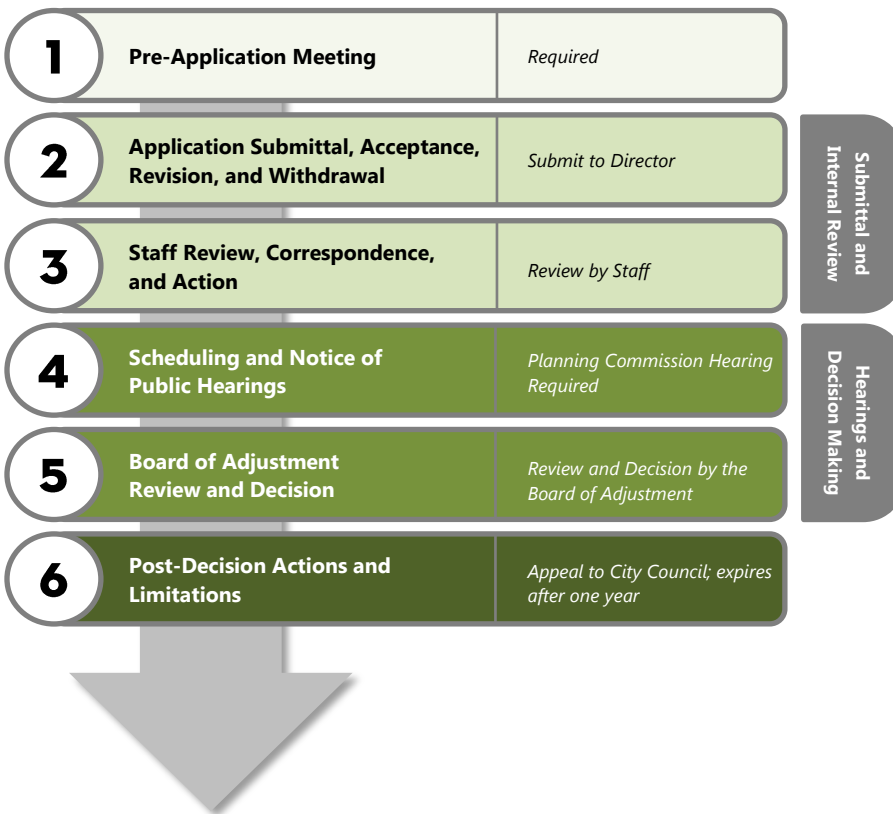 1
Pre-Application Meeting
Required
2
Application Submittal, Acceptance,
Revision, and Withdrawal
Submit to Director
3
Staff Review, Correspondence,
and Action
Review by Staff
Submittal and
Internal Review
4
Scheduling and Notice of
Public Hearings
Planning Commission Hearing
Required
5
Board of Adjustment
Review and Decision
Review and Decision by the
Board of Adjustment
Hearings and
Decision Making
6
Post-Decision Actions and
Limitations
Appeal to City Council; expires
after one year